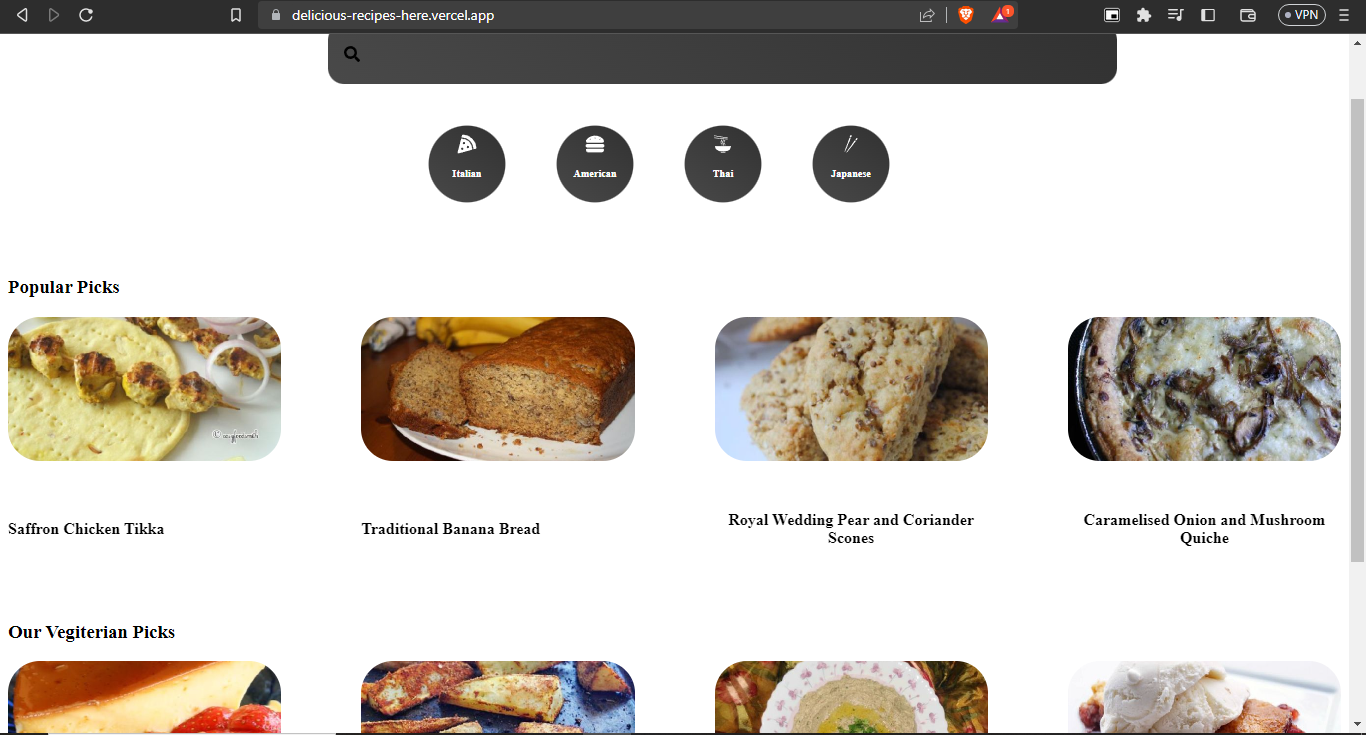 delicious-recipes-here.vercel.app
1
VPN
Italian
American
Thai
Japanese
Popular Picks
Saffron Chicken Tikka
Traditional Banana Bread
Royal Wedding Pear and Coriander
Scones
Caramelised Onion and Mushroom
Quiche
Our Vegiterian Picks